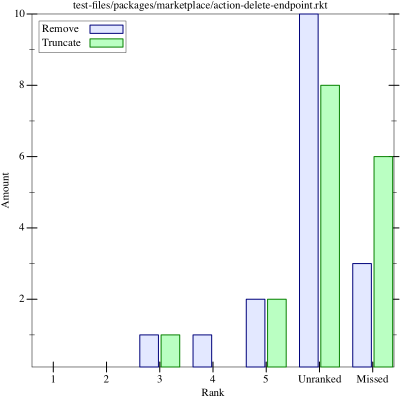 test-files/packages/marketplace/action-delete-endpoint.rkt
10
8
6
4
2
Remove
Truncate
Amount
1 2 3 4 5 Unranked Missed
Rank